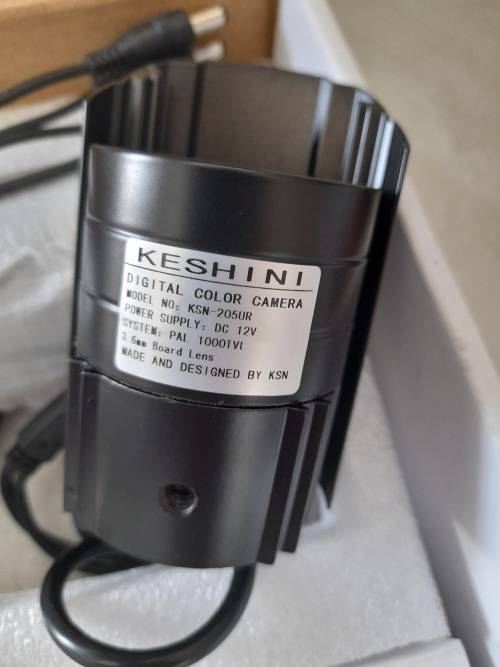 KESHINI
DIGITAL COLOR CAMERA
MODEL NO: KSN-205UR
POWER SUPPLY: DC 12V
SYSTEM: PAL 1000TVL
3.6mm Board Lens
MADE AND DESIGNED BY KSN